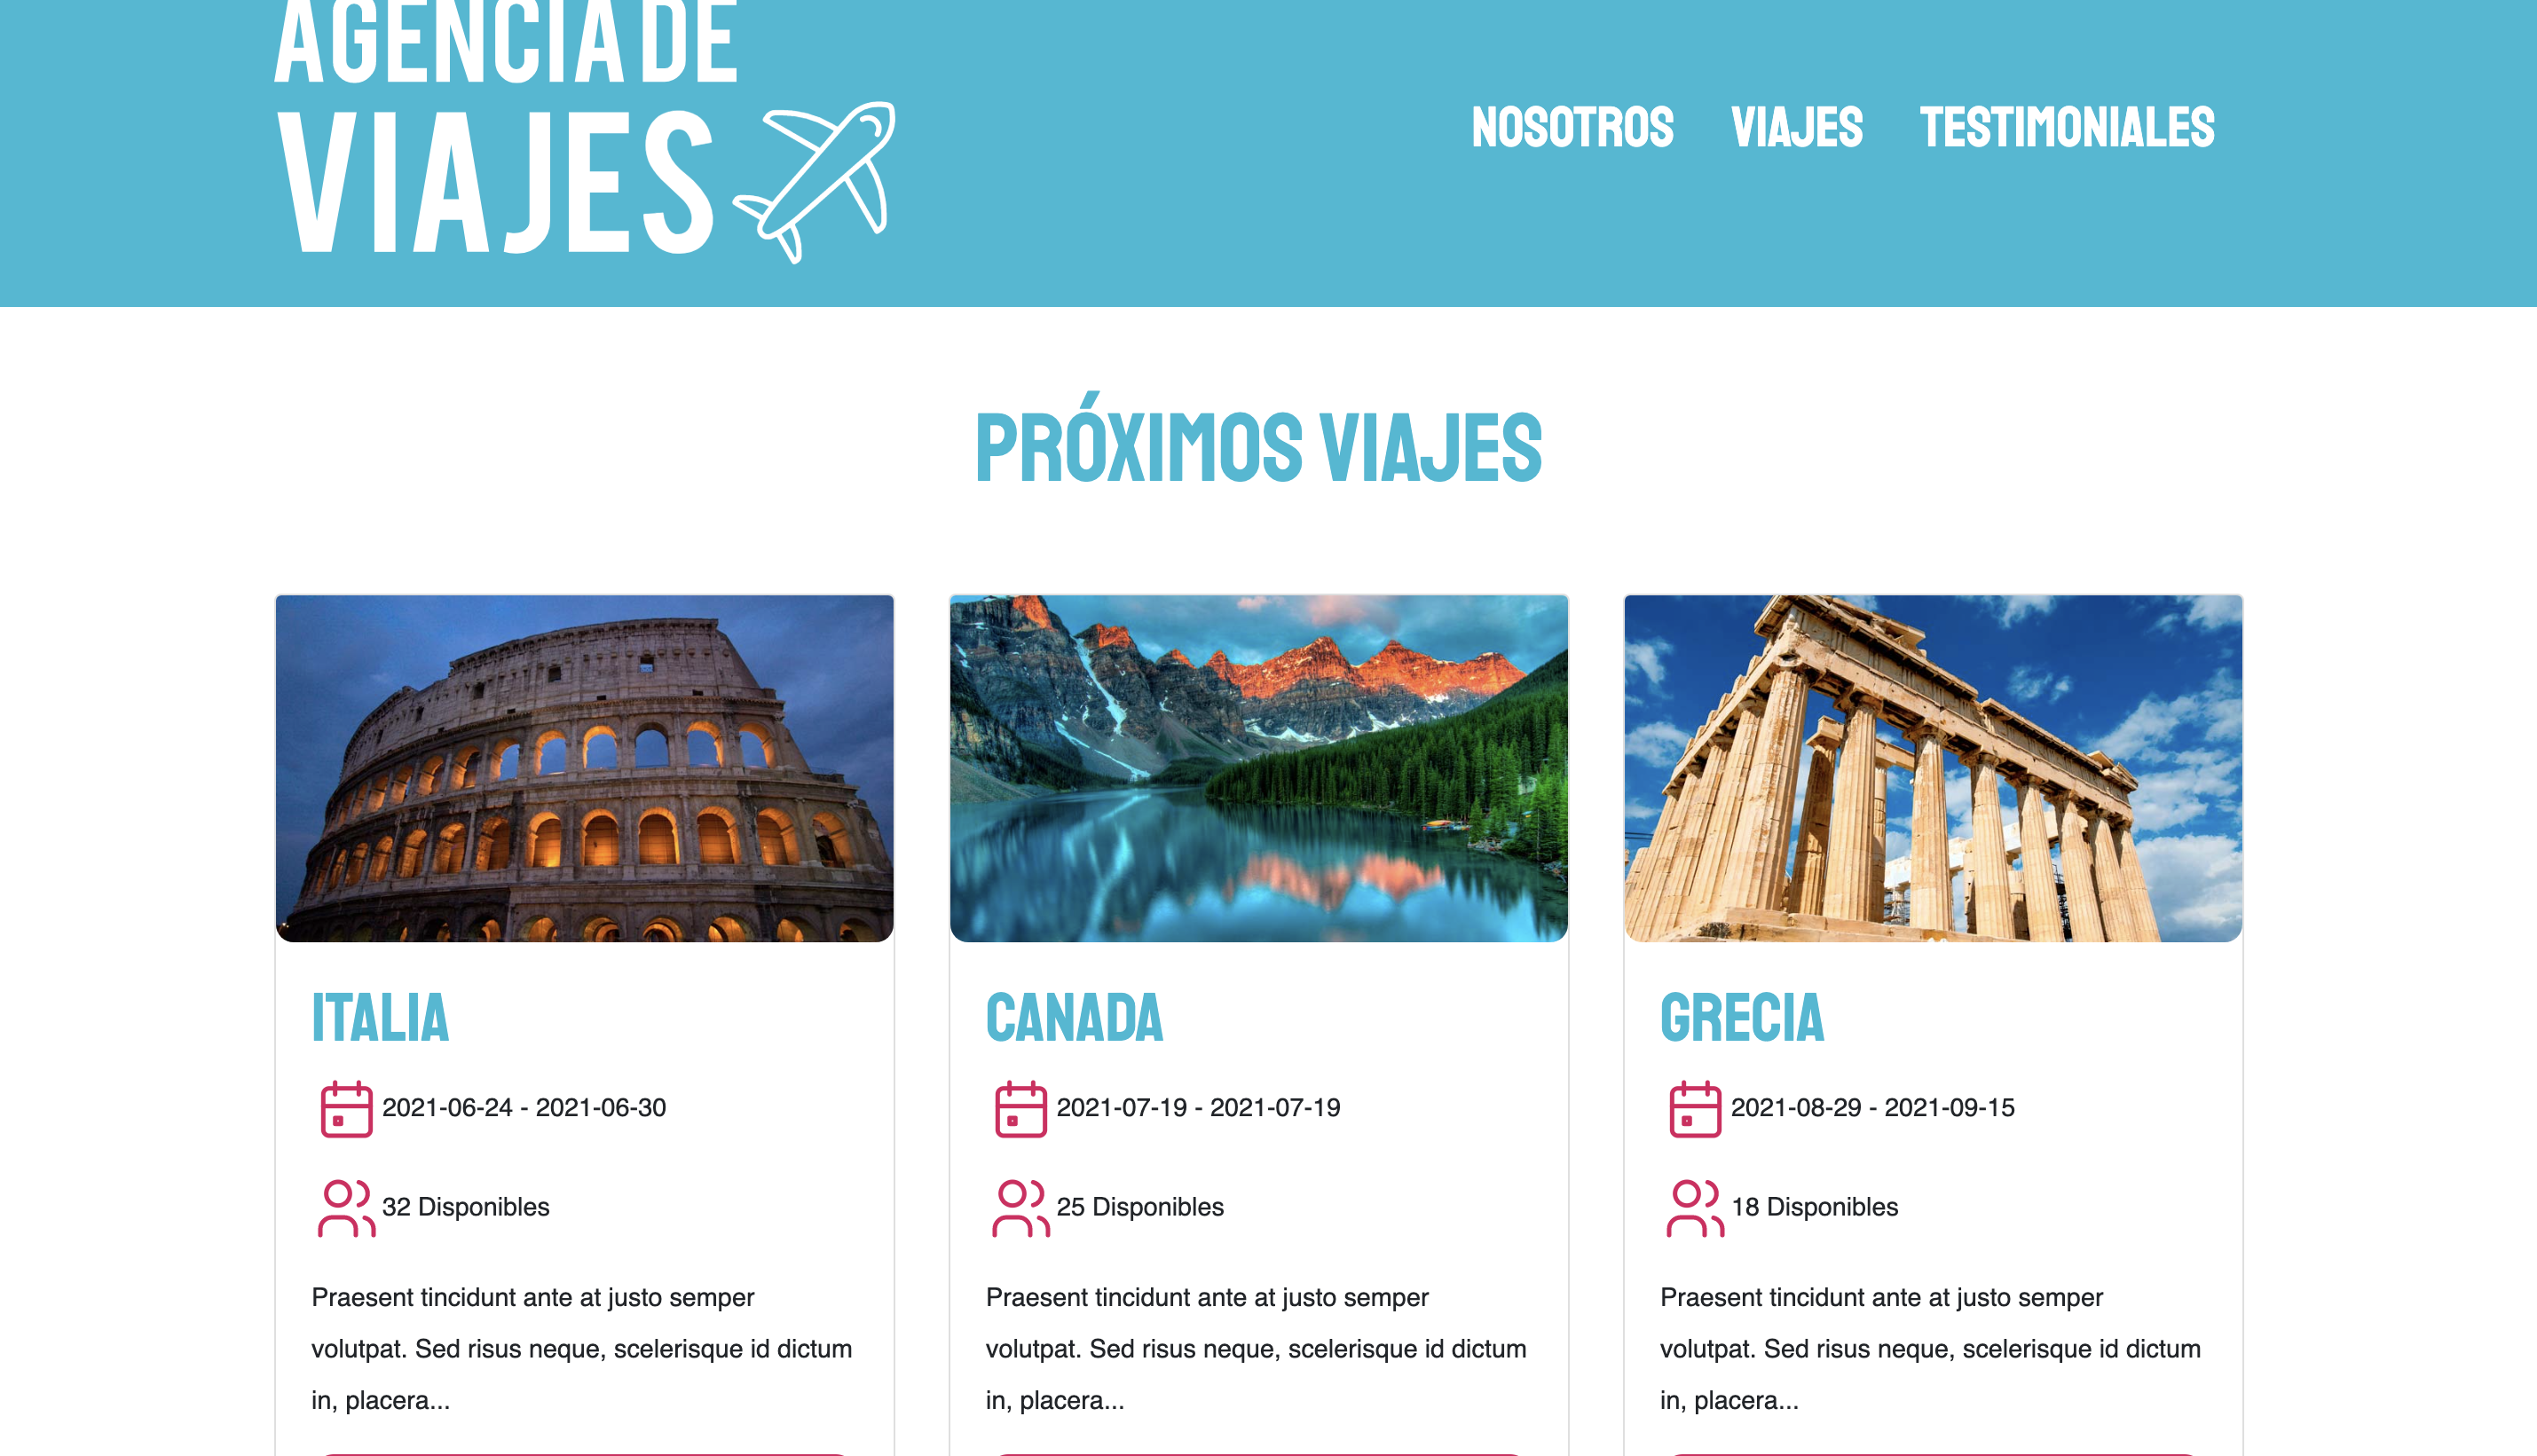 AGENCIA DE
VIAJES
NOSOTROS VIAJES TESTIMONIALES
PRÓXIMOS VIAJES
ITALIA
2021-06-24 - 2021-06-30
32 Disponibles
Praesent tincidunt ante at justo semper
volutpat. Sed risus neque, scelerisque id dictum
in, placera...
CANADA
2021-07-19 - 2021-07-19
25 Disponibles
Praesent tincidunt ante at justo semper
volutpat. Sed risus neque, scelerisque id dictum
in, placera...
GRECIA
2021-08-29 - 2021-09-15
18 Disponibles
Praesent tincidunt ante at justo semper
volutpat. Sed risus neque, scelerisque id dictum
in, placera...